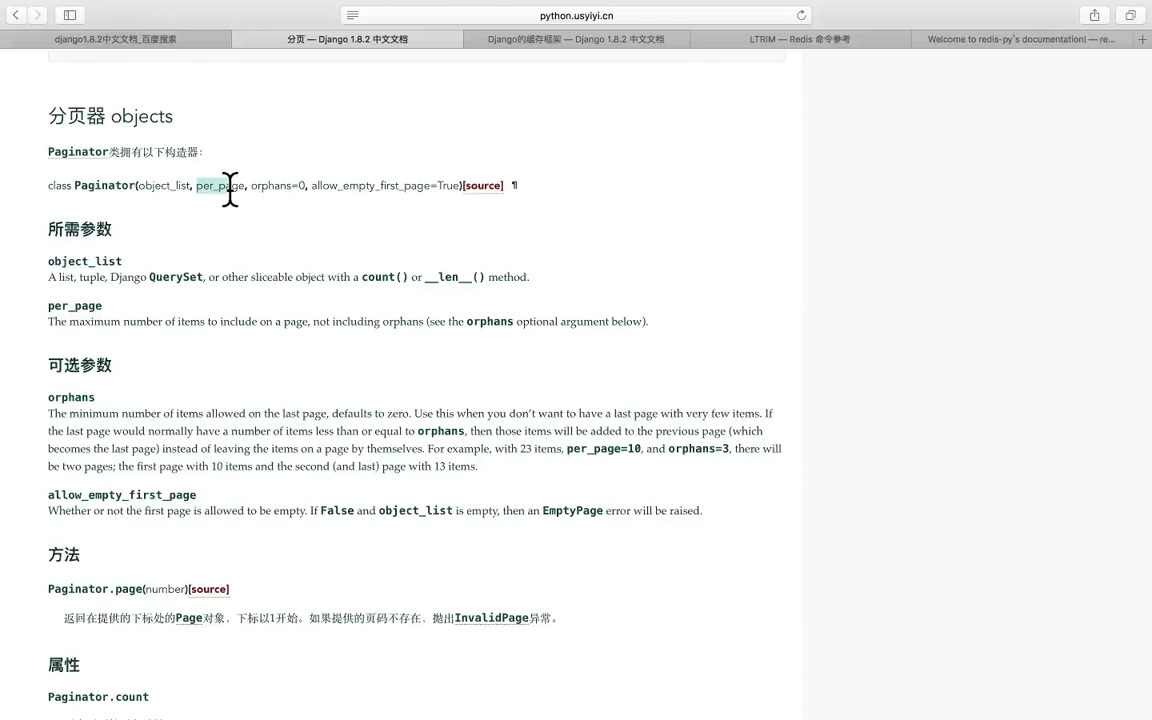 python.usyiyi.cn
django1.8.2中文文档_百度搜索
分页 — Django 1.8.2 中文文档
Django的缓存框架 — Django 1.8.2 中文文档
LTRIM — Redis 命令参考
Welcome to redis-py's documentation! — re...
分页器 objects
Paginator类拥有以下构造器：
class Paginator(object_list, per_page, orphans=0, allow_empty_first_page=True)[source] ¶
所需参数
object_list
A list, tuple, Django QuerySet, or other sliceable object with a count() or __len__() method.
per_page
The maximum number of items to include on a page, not including orphans (see the orphans optional argument below).
可选参数
orphans
The minimum number of items allowed on the last page, defaults to zero. Use this when you don't want to have a last page with very few items. If
the last page would normally have a number of items less than or equal to orphans, then those items will be added to the previous page (which
becomes the last page) instead of leaving the items on a page by themselves. For example, with 23 items, per_page=10, and orphans=3, there will
be two pages; the first page with 10 items and the second (and last) page with 13 items.
allow_empty_first_page
Whether or not the first page is allowed to be empty. If False and object_list is empty, then an EmptyPage error will be raised.
方法
Paginator.page(number)[source]
返回在提供的下标处的Page对象，下标以1开始。如果提供的页码不存在，抛出InvalidPage异常。
属性
Paginator.count